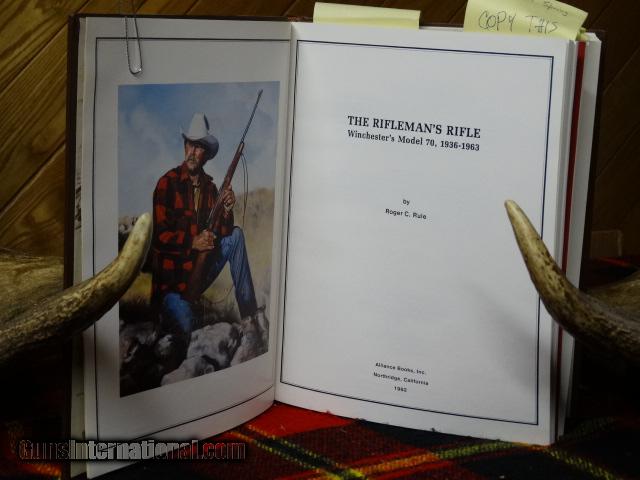 COPY THIS
THE RIFLEMAN'S RIFLE
Winchester's Model 70, 1936-1963
by
Roger C. Rule
Alliance Books, Inc.
Northridge, California
1982
GunsInternational.com